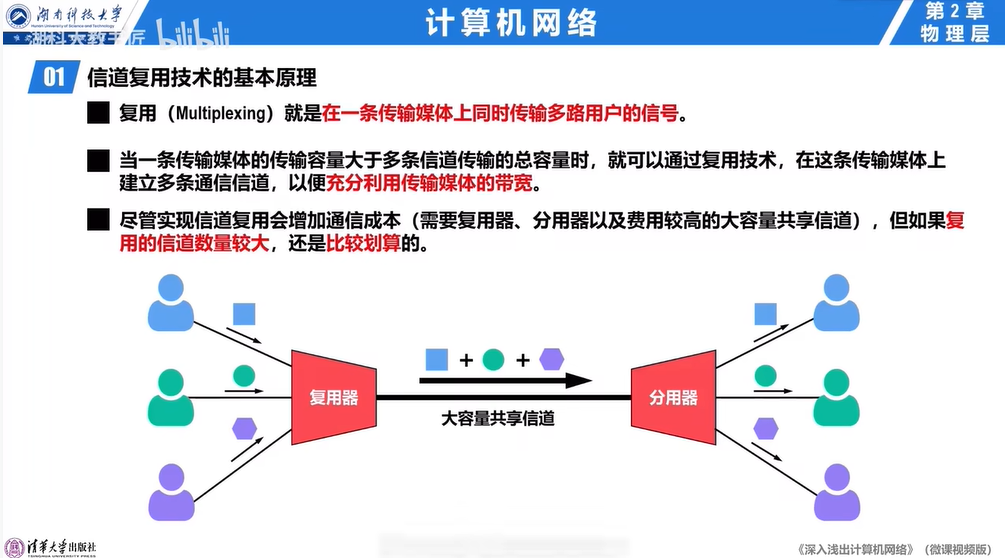 湖南科技大学
Hunan University of Science and Technology
湖科大教书匠 bilibili
计算机网络
第2章
物理层
01 信道复用技术的基本原理
复用（Multiplexing）就是在一条传输媒体上同时传输多路用户的信号。
当一条传输媒体的传输容量大于多条信道传输的总容量时，就可以通过复用技术，在这条传输媒体上
建立多条通信信道，以便充分利用传输媒体的带宽。
尽管实现信道复用会增加通信成本（需要复用器、分用器以及费用较高的大容量共享信道），但如果复
用的信道数量较大，还是比较划算的。
+ +
复用器
分用器
大容量共享信道
清华大学出版社
TSINGHUA UNIVERSITY PRESS
《深入浅出计算机网络》（微课视频版）